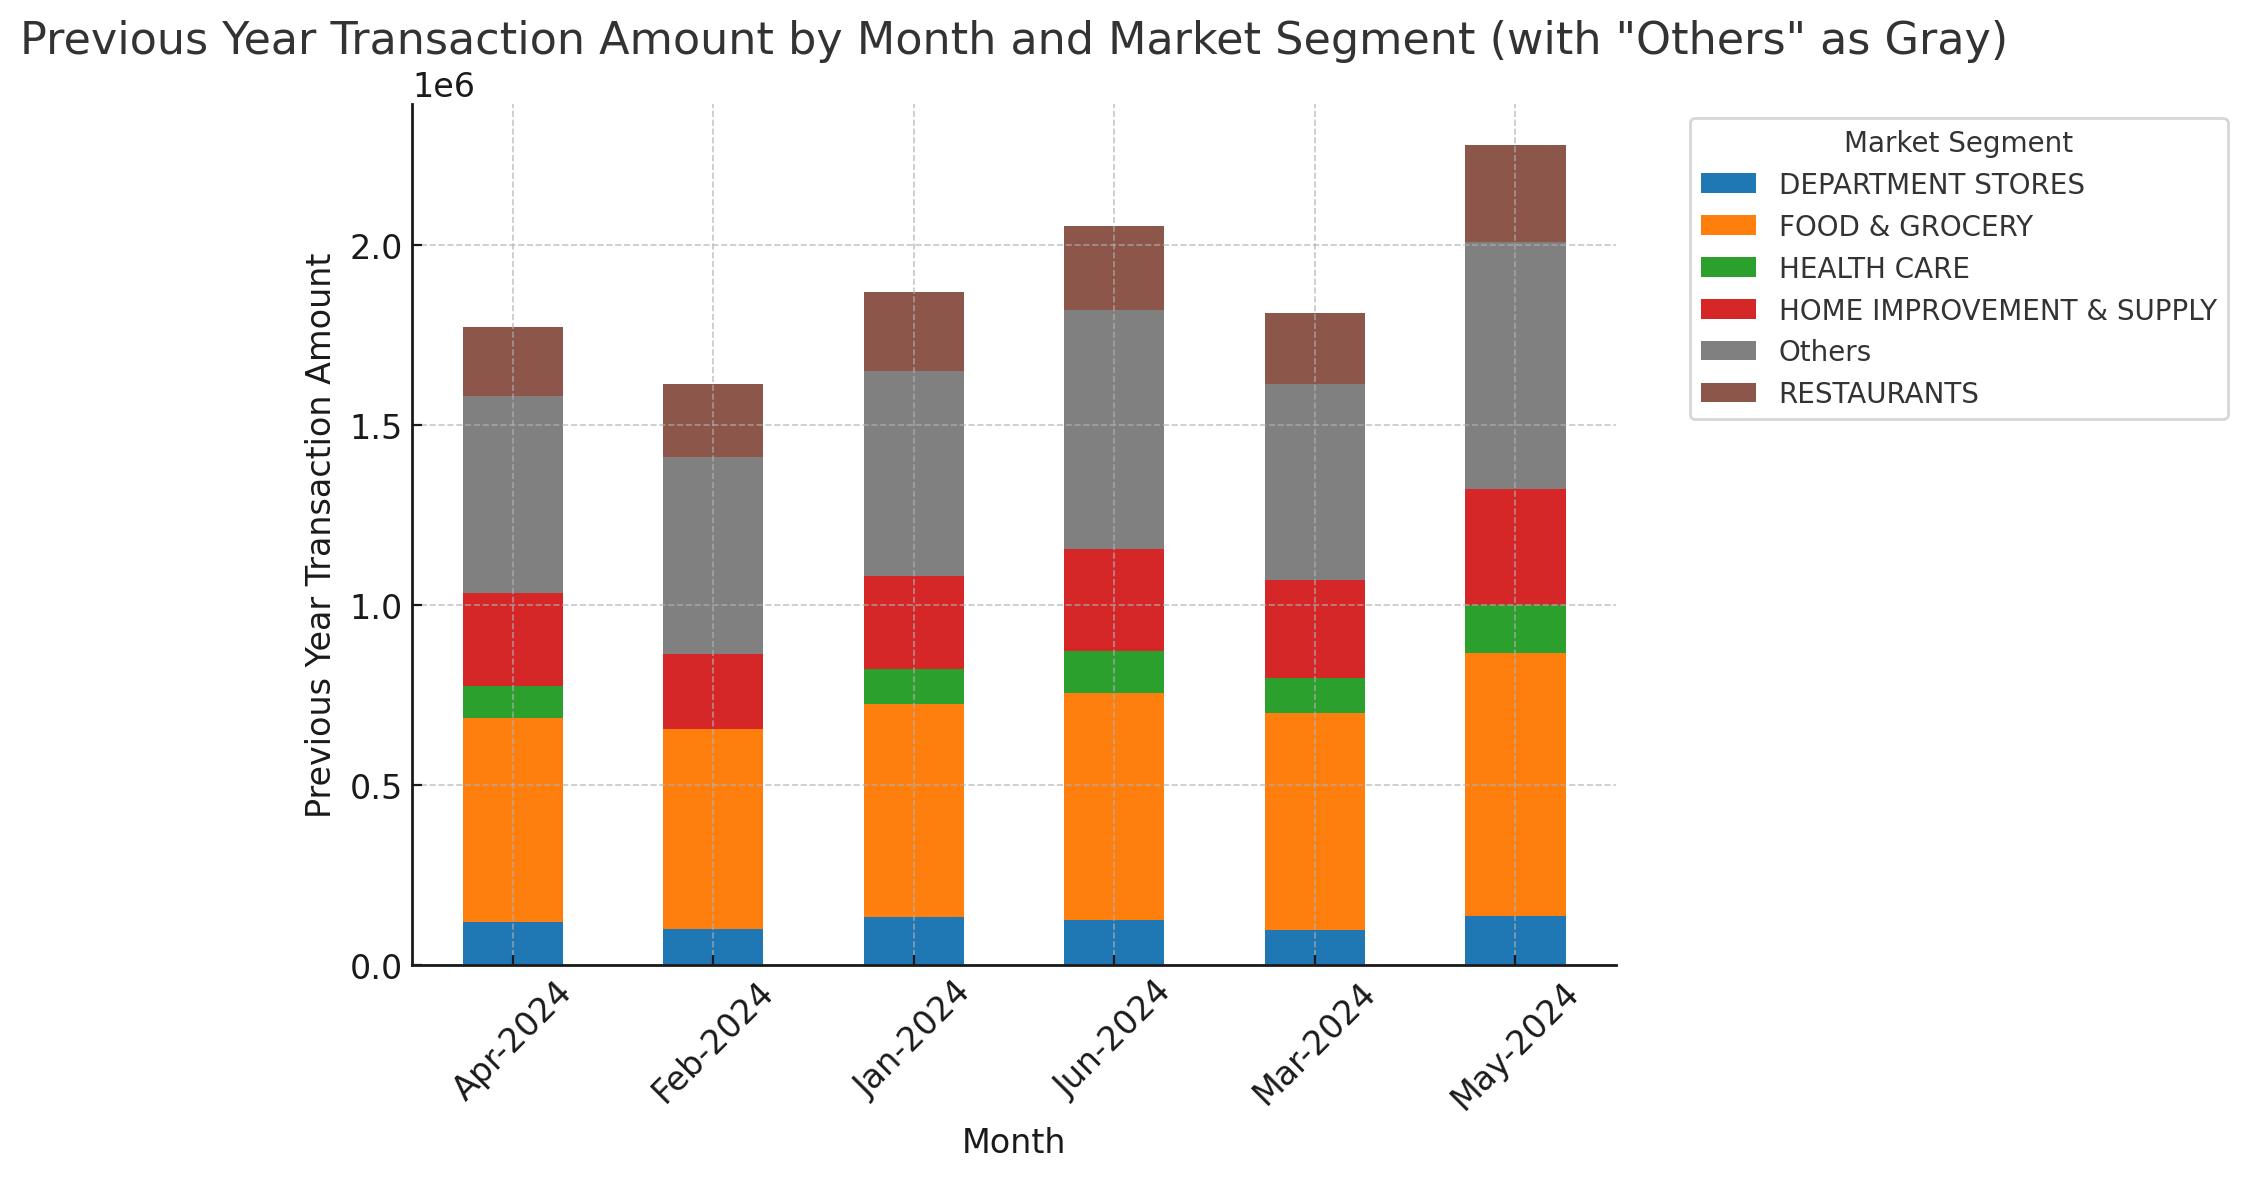 Previous Year Transaction Amount by Month and Market Segment (with "Others" as Gray)
1e6
Previous Year Transaction Amount
2.0
1.5
1.0
0.5
0.0
Apr-2024
Feb-2024
Jan-2024
Jun-2024
Mar-2024
May-2024
Month
Market Segment
DEPARTMENT STORES
FOOD & GROCERY
HEALTH CARE
HOME IMPROVEMENT & SUPPLY
Others
RESTAURANTS